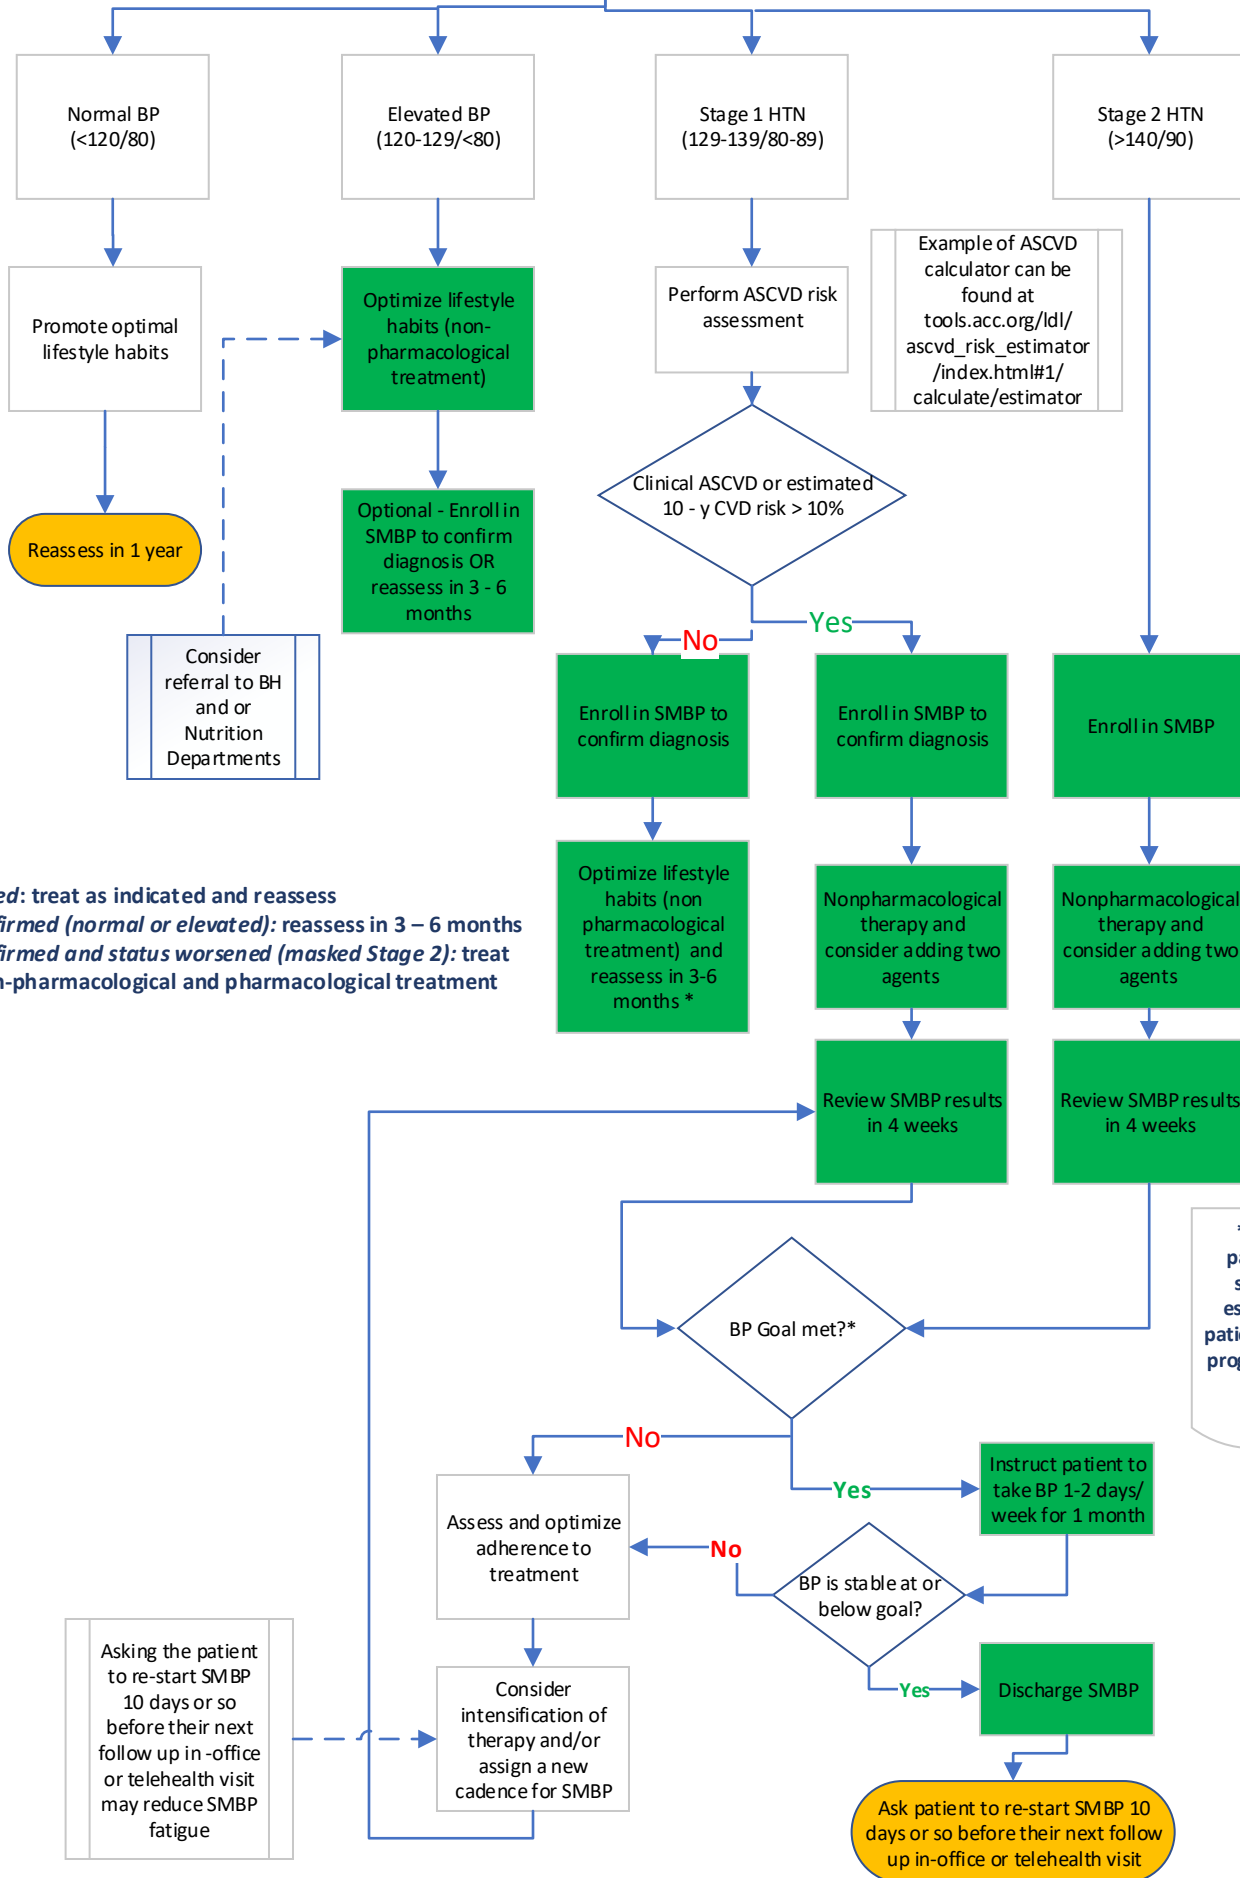 Normal BP
(<120/80)
Elevated BP
(120-129/<80)
Stage 1 HTN
(129-139/80-89)
Stage 2 HTN
(>140/90)
Promote optimal
lifestyle habits
Optimize lifestyle
habits (non-
pharmacological
treatment)
Perform ASCVD risk
assessment
Example of ASCVD
calculator can be
found at
tools.acc.org/ldl/
ascvd_risk_estimator
/index.html#1/
calculate/estimator
Reassess in 1 year
Optional - Enroll in
SMBP to confirm
diagnosis OR
reassess in 3 - 6
months
Clinical ASCVD or estimated
10 - y CVD risk > 10%
No
Yes
Consider
referral to BH
and or
Nutrition
Departments
Enroll in SMBP to
confirm diagnosis
Enroll in SMBP to
confirm diagnosis
Enroll in SMBP
: treat as indicated and reassess
(normal or elevated): reassess in 3 – 6 months
and status worsened (masked Stage 2): treat
and pharmacological treatment
Optimize lifestyle
habits (non
pharmacological
treatment) and
reassess in 3-6
months *
Nonpharmacological
therapy and
consider adding two
agents
Nonpharmacological
therapy and
consider adding two
agents
Review SMBP results
in 4 weeks
Review SMBP results
in 4 weeks
*
BP Goal met?*
No
Yes
Instruct patient to
take BP 1-2 days/
week for 1 month
Assess and optimize
adherence to
treatment
No
BP is stable at or
below goal?
Yes
Discharge SMBP
Asking the patient
to re-start SMBP
10 days or so
before their next
follow up in -office
or telehealth visit
may reduce SMBP
fatigue
Consider
intensification of
therapy and/or
assign a new
cadence for SMBP
Ask patient to re-start SMBP 10
days or so before their next follow
up in-office or telehealth visit